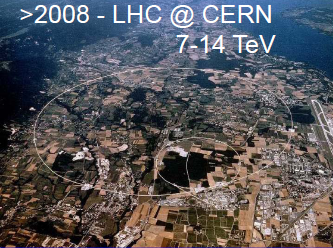 >2008 - LHC @ CERN
7-14 TeV